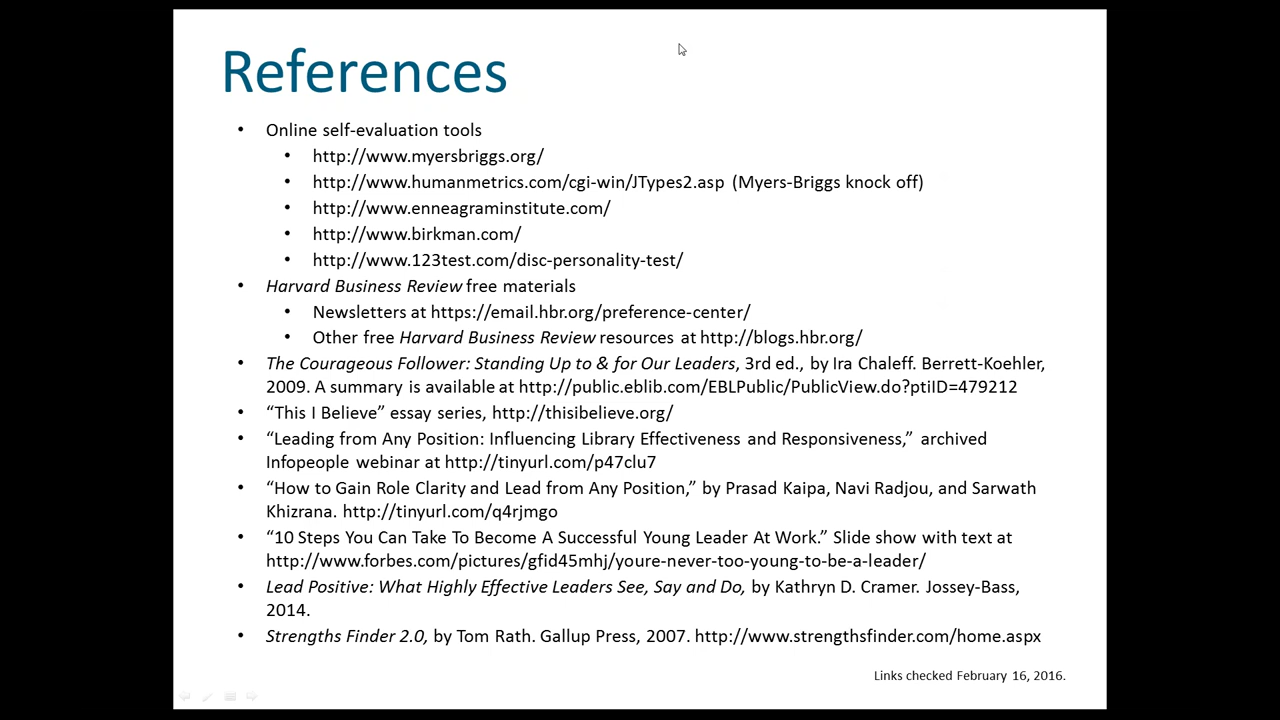 References
• Online self-evaluation tools
• http://www.myersbriggs.org/
• http://www.humanmetrics.com/cgi-win/JTypes2.asp (Myers-Briggs knock off)
• http://www.enneagraminstitute.com/
• http://www.birkman.com/
• http://www.123test.com/disc-personality-test/
• Harvard Business Review free materials
• Newsletters at https://email.hbr.org/preference-center/
• Other free Harvard Business Review resources at http://blogs.hbr.org/
• The Courageous Follower: Standing Up to & for Our Leaders, 3rd ed., by Ira Chaleff. Berrett-Koehler,
2009. A summary is available at http://public.eblib.com/EBLPublic/PublicView.do?ptiID=479212
• “This I Believe” essay series, http://thisibelieve.org/
• “Leading from Any Position: Influencing Library Effectiveness and Responsiveness,” archived
Infopeople webinar at http://tinyurl.com/p47clu7
• “How to Gain Role Clarity and Lead from Any Position,” by Prasad Kaipa, Navi Radjou, and Sarwath
Khizrana. http://tinyurl.com/q4rjmgo
• “10 Steps You Can Take To Become A Successful Young Leader At Work.” Slide show with text at
http://www.forbes.com/pictures/gfid45mhj/youre-never-too-young-to-be-a-leader/
• Lead Positive: What Highly Effective Leaders See, Say and Do, by Kathryn D. Cramer. Jossey-Bass,
2014.
• Strengths Finder 2.0, by Tom Rath. Gallup Press, 2007. http://www.strengthsfinder.com/home.aspx
Links checked February 16, 2016.